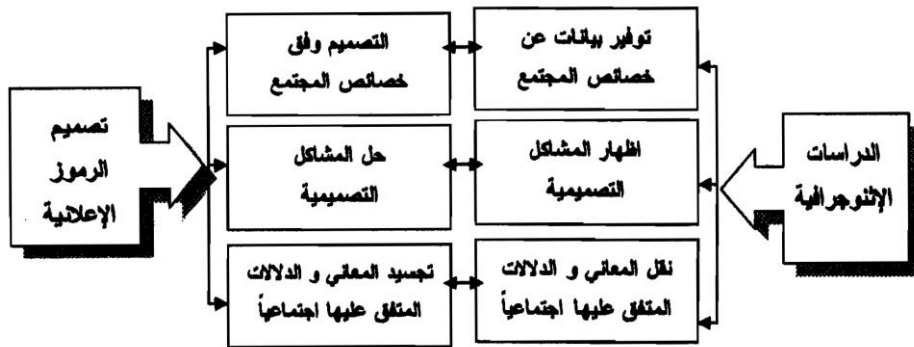 الدراسات
الإثنوجرافية
توفير بيانات عن
خصائص المجتمع
اظهار المشاكل
التصميمية
نقل المعاني و الدلالات
المتفق عليها اجتماعياً
التصميم وفق
خصائص المجتمع
حل المشاكل
التصميمية
تجسيد المعاني و الدلالات
المتفق عليها اجتماعياً
تصميم
الرموز
الإعلانية